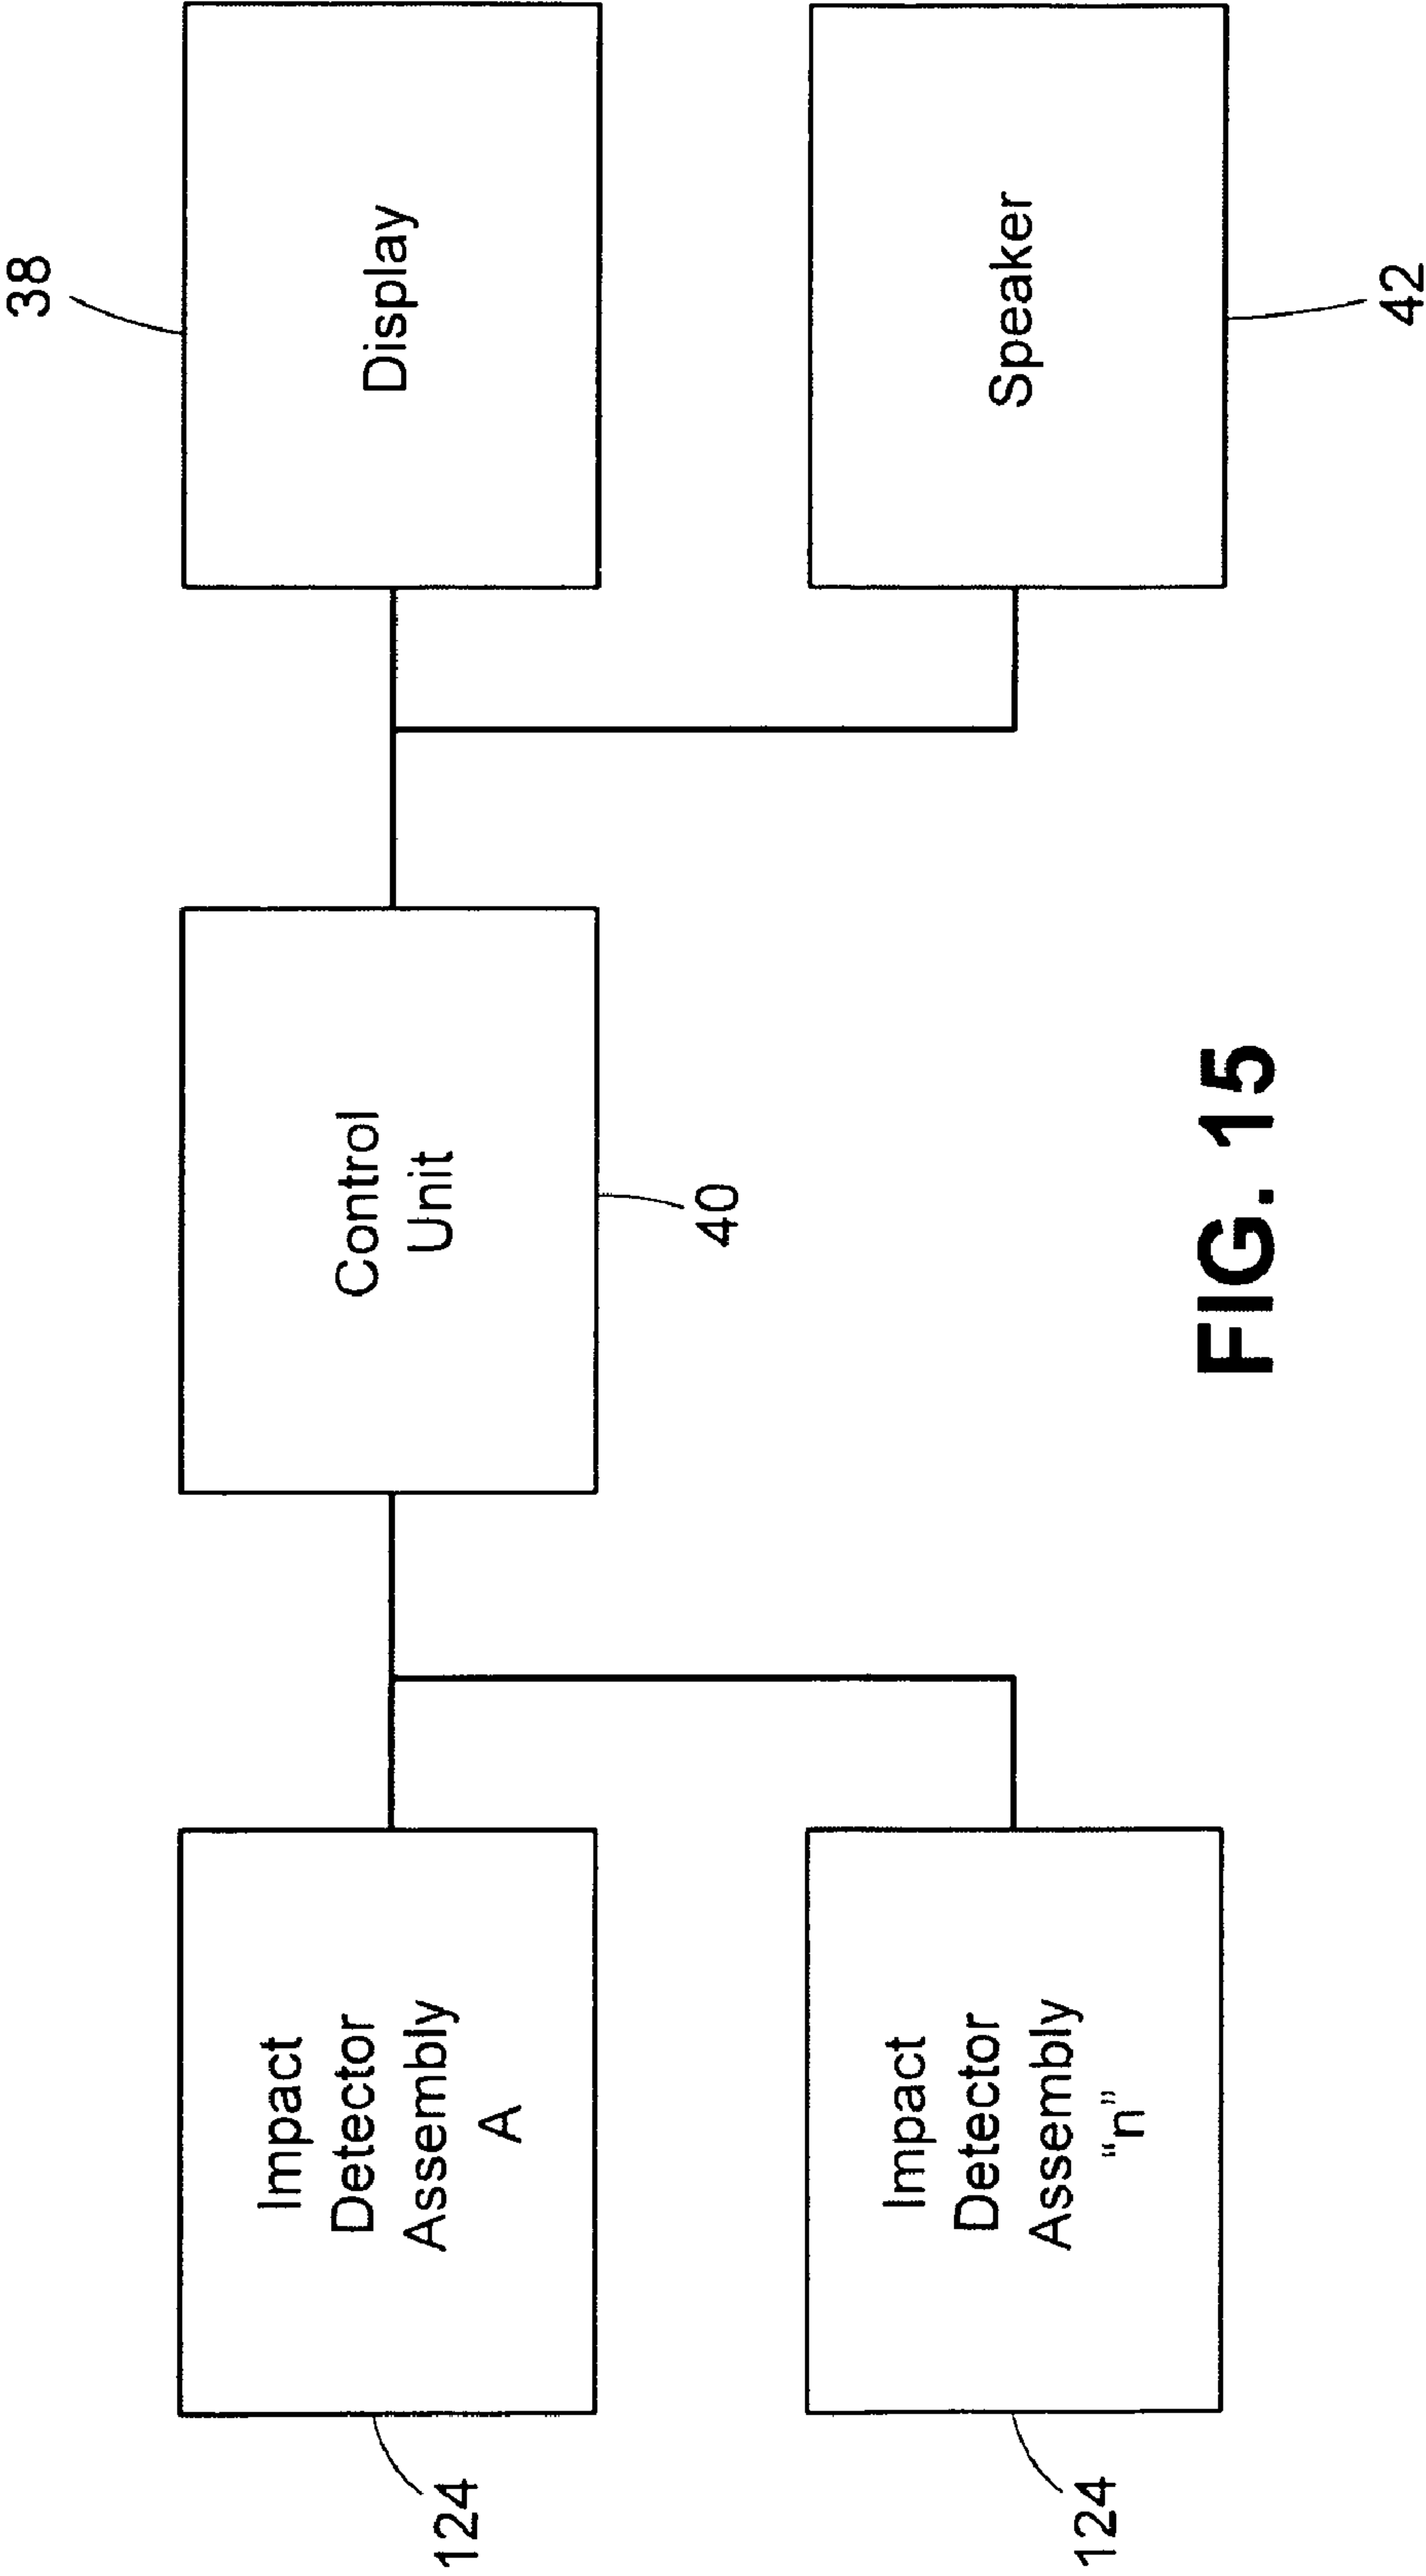 124
Impact
Detector
Assembly
A
Control
Unit
40
38
Display
124
Impact
Detector
Assembly
“n”
Speaker
42
FIG. 15